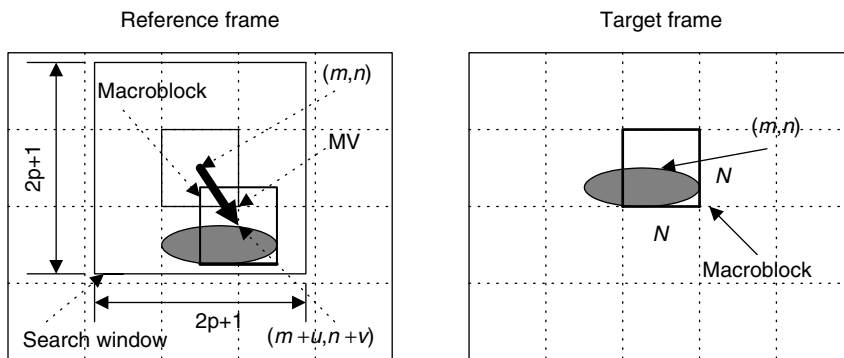 Reference frame
Target frame
(m,n)
Macroblock
MV
2p+1
2p+1
Search window
(m+u,n+v)
(m,n)
N
N
Macroblock